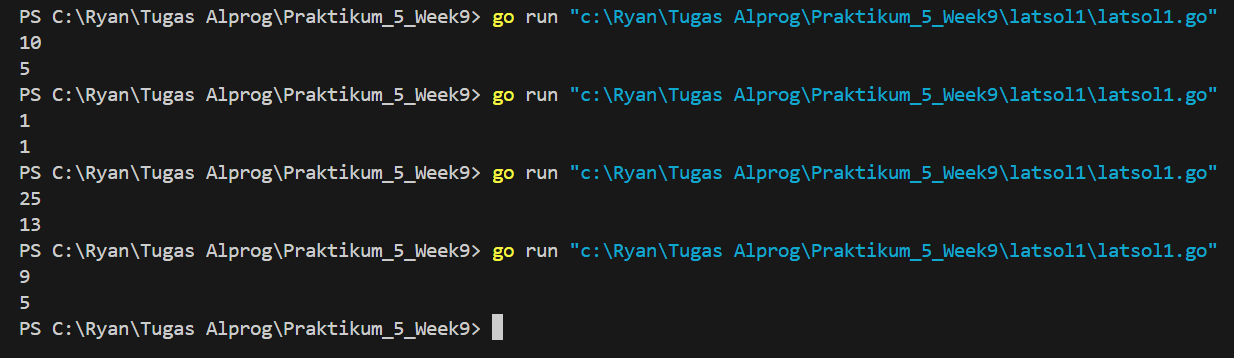 PS C:\Ryan\Tugas Alprog\Praktikum_5_Week9> go run "c:\Ryan\Tugas Alprog\Praktikum_5_Week9\latsol1\latsol1.go"
10
5
PS C:\Ryan\Tugas Alprog\Praktikum_5_Week9> go run "c:\Ryan\Tugas Alprog\Praktikum_5_Week9\latsol1\latsol1.go"
1
1
PS C:\Ryan\Tugas Alprog\Praktikum_5_Week9> go run "c:\Ryan\Tugas Alprog\Praktikum_5_Week9\latsol1\latsol1.go"
25
13
PS C:\Ryan\Tugas Alprog\Praktikum_5_Week9> go run "c:\Ryan\Tugas Alprog\Praktikum_5_Week9\latsol1\latsol1.go"
9
5
PS C:\Ryan\Tugas Alprog\Praktikum_5_Week9>